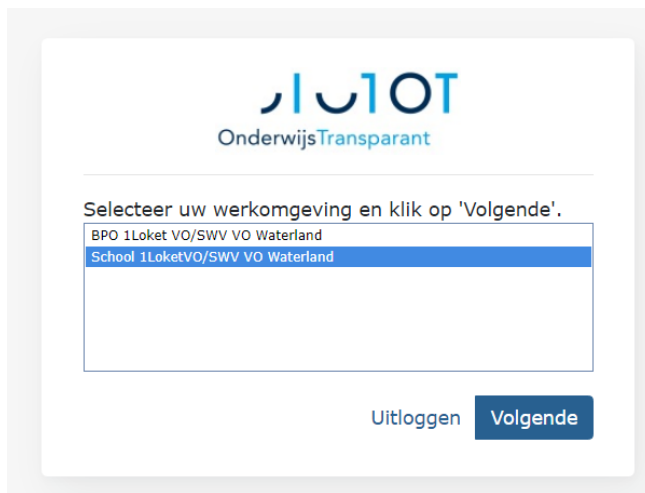 OT
OnderwijsTransparant
Selecteer uw werkomgeving en klik op 'Volgende'.
BPO 1Loket VO/SWV VO Waterland
School 1LoketVO/SWV VO Waterland
Uitloggen Volgende